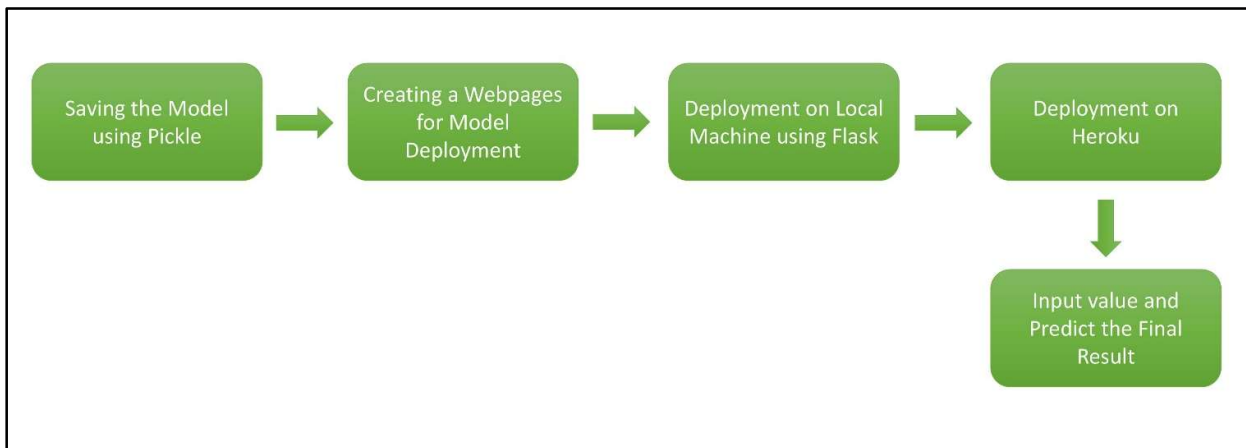 Saving the Model
using Pickle
Creating a Webpages
for Model
Deployment
Deployment on Local
Machine using Flask
Deployment on
Heroku
Input value and
Predict the Final
Result